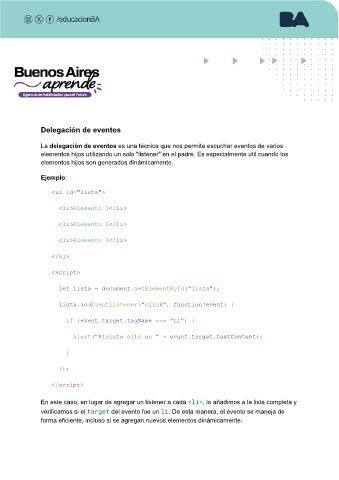 /educacionBA
BA
Buenos Aires
aprende
Agencia de Habilidades para el Futuro
Delegación de eventos
La delegación de eventos es una técnica que nos permite escuchar eventos de varios
elementos hijos utilizando un solo "listener" en el padre. Es especialmente útil cuando los
elementos hijos son generados dinámicamente.
Ejemplo:
<ul id="lista">
<li>Elemento 1</li>
<li>Elemento 2</li>
<li>Elemento 3</li>
</ul>
<script>
let lista = document.getElementById("lista");
lista.addEventListener("click", function(event) {
if (event.target.tagName === "LI") {
alert("Hiciste clic en " + event.target.textContent);
}
});
</script>
En este caso, en lugar de agregar un listener a cada <li>, lo añadimos a la lista completa y
verificamos si el target del evento fue un li. De esta manera, el evento se maneja de
forma eficiente, incluso si se agregan nuevos elementos dinámicamente.